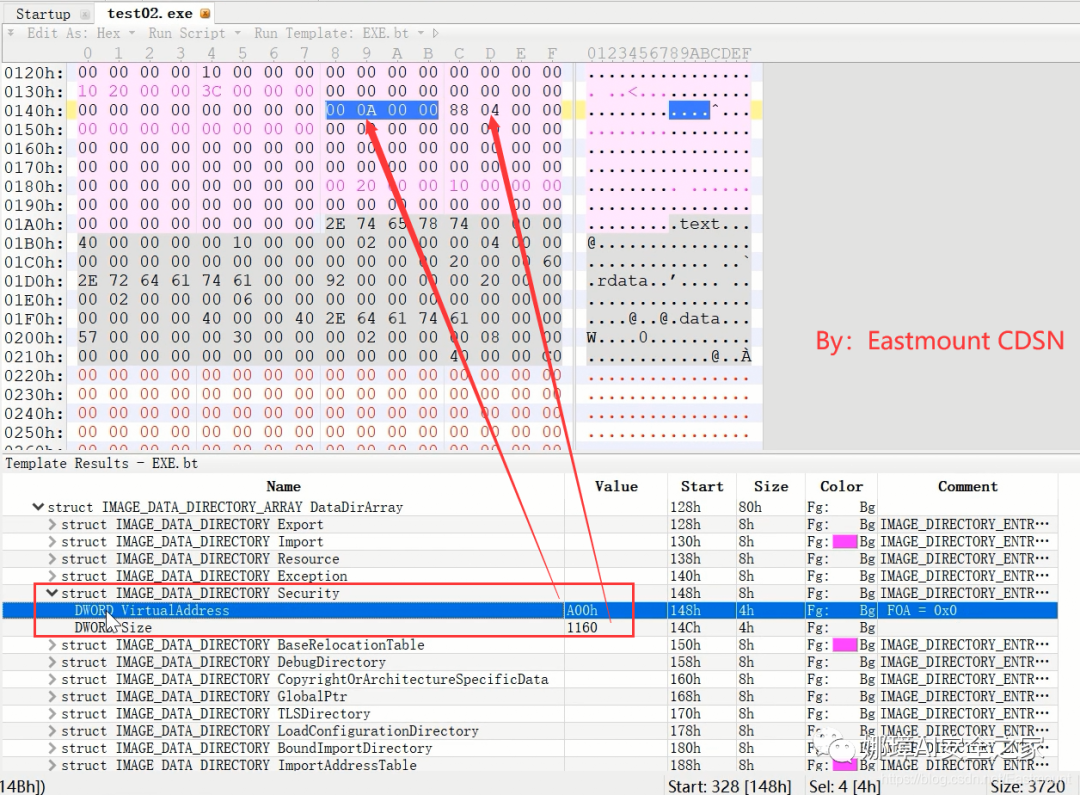 Startup test02.exe
Edit As: Hex Run Script Run Template: EXE.bt
0 1 2 3 4 5 6 7 8 9 A B C D E F 0123456789ABCDEF
0120h: 00 00 00 00 10 00 00 00 00 00 00 00 00 00 00 00 ................
0130h: 10 20 00 00 3C 00 00 00 00 00 00 00 00 00 00 00 . ..<...........
0140h: 00 00 00 00 00 00 00 00 00 0A 00 00 88 04 00 00 ............ˆ...
0150h: 00 00 00 00 00 00 00 00 00 00 00 00 00 00 00 00 ................
0160h: 00 00 00 00 00 00 00 00 00 00 00 00 00 00 00 00 ................
0170h: 00 00 00 00 00 00 00 00 00 00 00 00 00 00 00 00 ................
0180h: 00 00 00 00 00 00 00 00 00 20 00 00 10 00 00 00 ......... ......
0190h: 00 00 00 00 00 00 00 00 00 00 00 00 00 00 00 00 ................
01A0h: 00 00 00 00 00 00 00 00 2E 74 65 78 74 00 00 00 .........text...
01B0h: 40 00 00 00 00 10 00 00 00 02 00 00 00 04 00 00 @...............
01C0h: 00 00 00 00 00 00 00 00 00 00 00 00 20 00 00 60 ............ ..`
01D0h: 2E 72 64 61 74 61 00 00 92 00 00 00 00 20 00 00 .rdata..’.... ..
01E0h: 00 02 00 00 00 06 00 00 00 00 00 00 00 00 00 00 ................
01F0h: 00 00 00 00 40 00 00 40 2E 64 61 74 61 00 00 00 ....@..@.data...
0200h: 57 00 00 00 00 30 00 00 00 02 00 00 00 08 00 00 W....0..........
0210h: 00 00 00 00 00 00 00 00 00 00 00 00 40 00 00 C0 ............@..À
0220h: 00 00 00 00 00 00 00 00 00 00 00 00 00 00 00 00 ................
0230h: 00 00 00 00 00 00 00 00 00 00 00 00 00 00 00 00 ................
0240h: 00 00 00 00 00 00 00 00 00 00 00 00 00 00 00 00 ................
0250h: 00 00 00 00 00 00 00 00 00 00 00 00 00 00 00 00 ................
By：Eastmount CDSN
Template Results - EXE.bt
Name Value Start Size Color Comment
struct IMAGE_DATA_DIRECTORY_ARRAY DataDirArray 128h 80h Fg: Bg
struct IMAGE_DATA_DIRECTORY Export 128h 8h Fg: Bg IMAGE_DIRECTORY_ENTR…
struct IMAGE_DATA_DIRECTORY Import 130h 8h Fg: Bg IMAGE_DIRECTORY_ENTR…
struct IMAGE_DATA_DIRECTORY Resource 138h 8h Fg: Bg IMAGE_DIRECTORY_ENTR…
struct IMAGE_DATA_DIRECTORY Exception 140h 8h Fg: Bg IMAGE_DIRECTORY_ENTR…
struct IMAGE_DATA_DIRECTORY Security 148h 8h Fg: Bg IMAGE_DIRECTORY_ENTR…
DWORD VirtualAddress A00h 148h 4h Fg: Bg FOA = 0x0
DWORD Size 1160 14Ch 4h Fg: Bg
struct IMAGE_DATA_DIRECTORY BaseRelocationTable 150h 8h Fg: Bg IMAGE_DIRECTORY_ENTR…
struct IMAGE_DATA_DIRECTORY DebugDirectory 158h 8h Fg: Bg IMAGE_DIRECTORY_ENTR…
struct IMAGE_DATA_DIRECTORY CopyrightOrArchitectureSpecificData 160h 8h Fg: Bg IMAGE_DIRECTORY_ENTR…
struct IMAGE_DATA_DIRECTORY GlobalPtr 168h 8h Fg: Bg IMAGE_DIRECTORY_ENTR…
struct IMAGE_DATA_DIRECTORY TLSDirectory 170h 8h Fg: Bg IMAGE_DIRECTORY_ENTR…
struct IMAGE_DATA_DIRECTORY LoadConfigurationDirectory 178h 8h Fg: Bg IMAGE_DIRECTORY_ENTR…
struct IMAGE_DATA_DIRECTORY BoundImportDirectory 180h 8h Fg: Bg IMAGE_DIRECTORY_ENTR…
struct IMAGE_DATA_DIRECTORY ImportAddressTable 188h 8h Fg: Bg IMAGE_DIRECTORY_ENTR…
娜璋AI安全之家
14Bh]) Start: 328 [148h] Sel: 4 [4h] Size: 3720